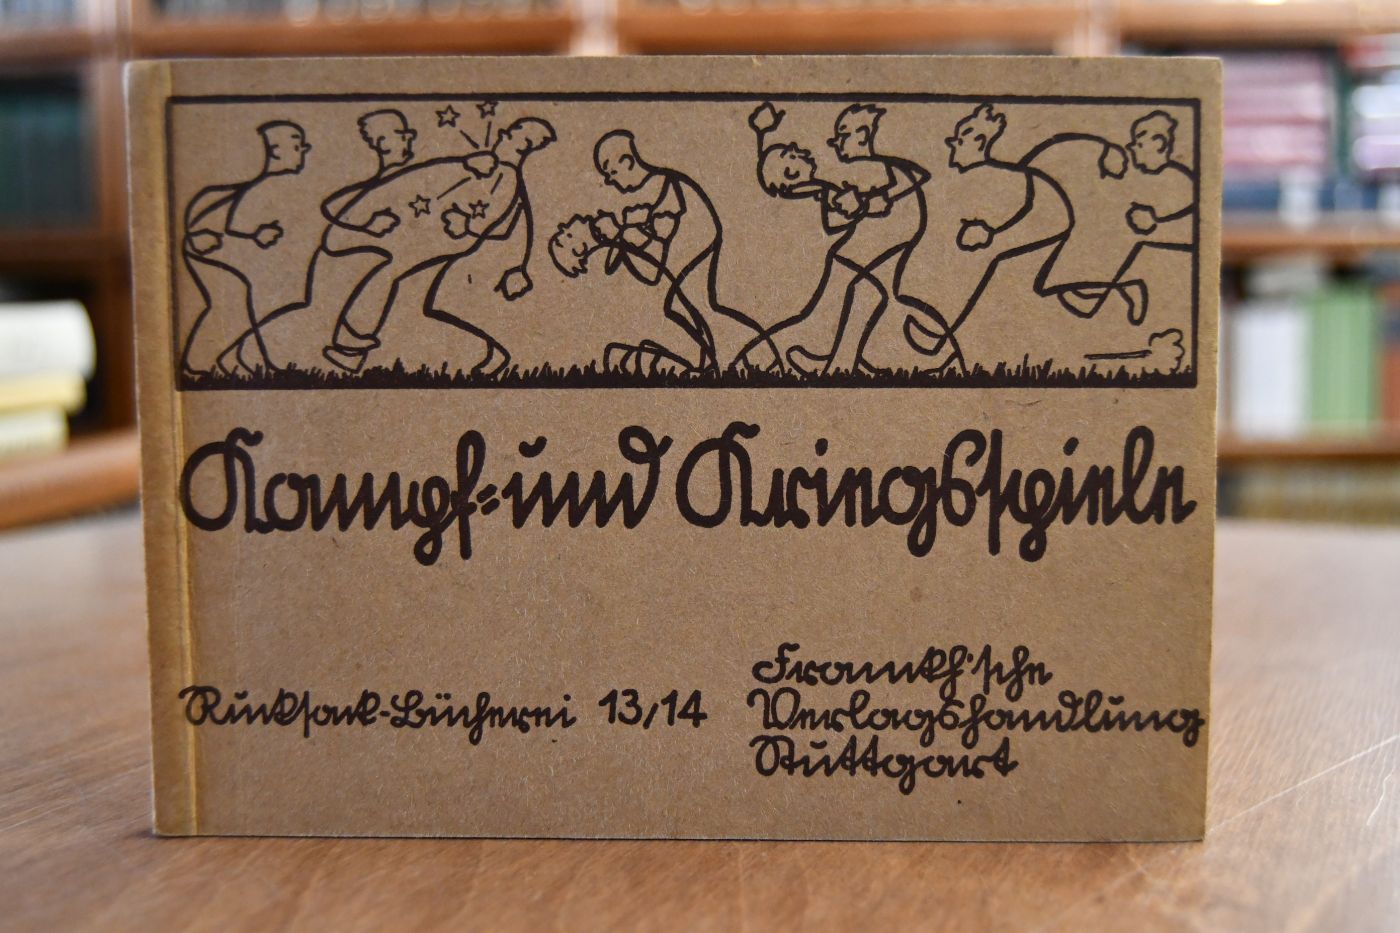 Kampf- und Kriegsspiele
Rucksack-Bücherei 13/14
Franckh'sche
Verlagshandlung
Stuttgart